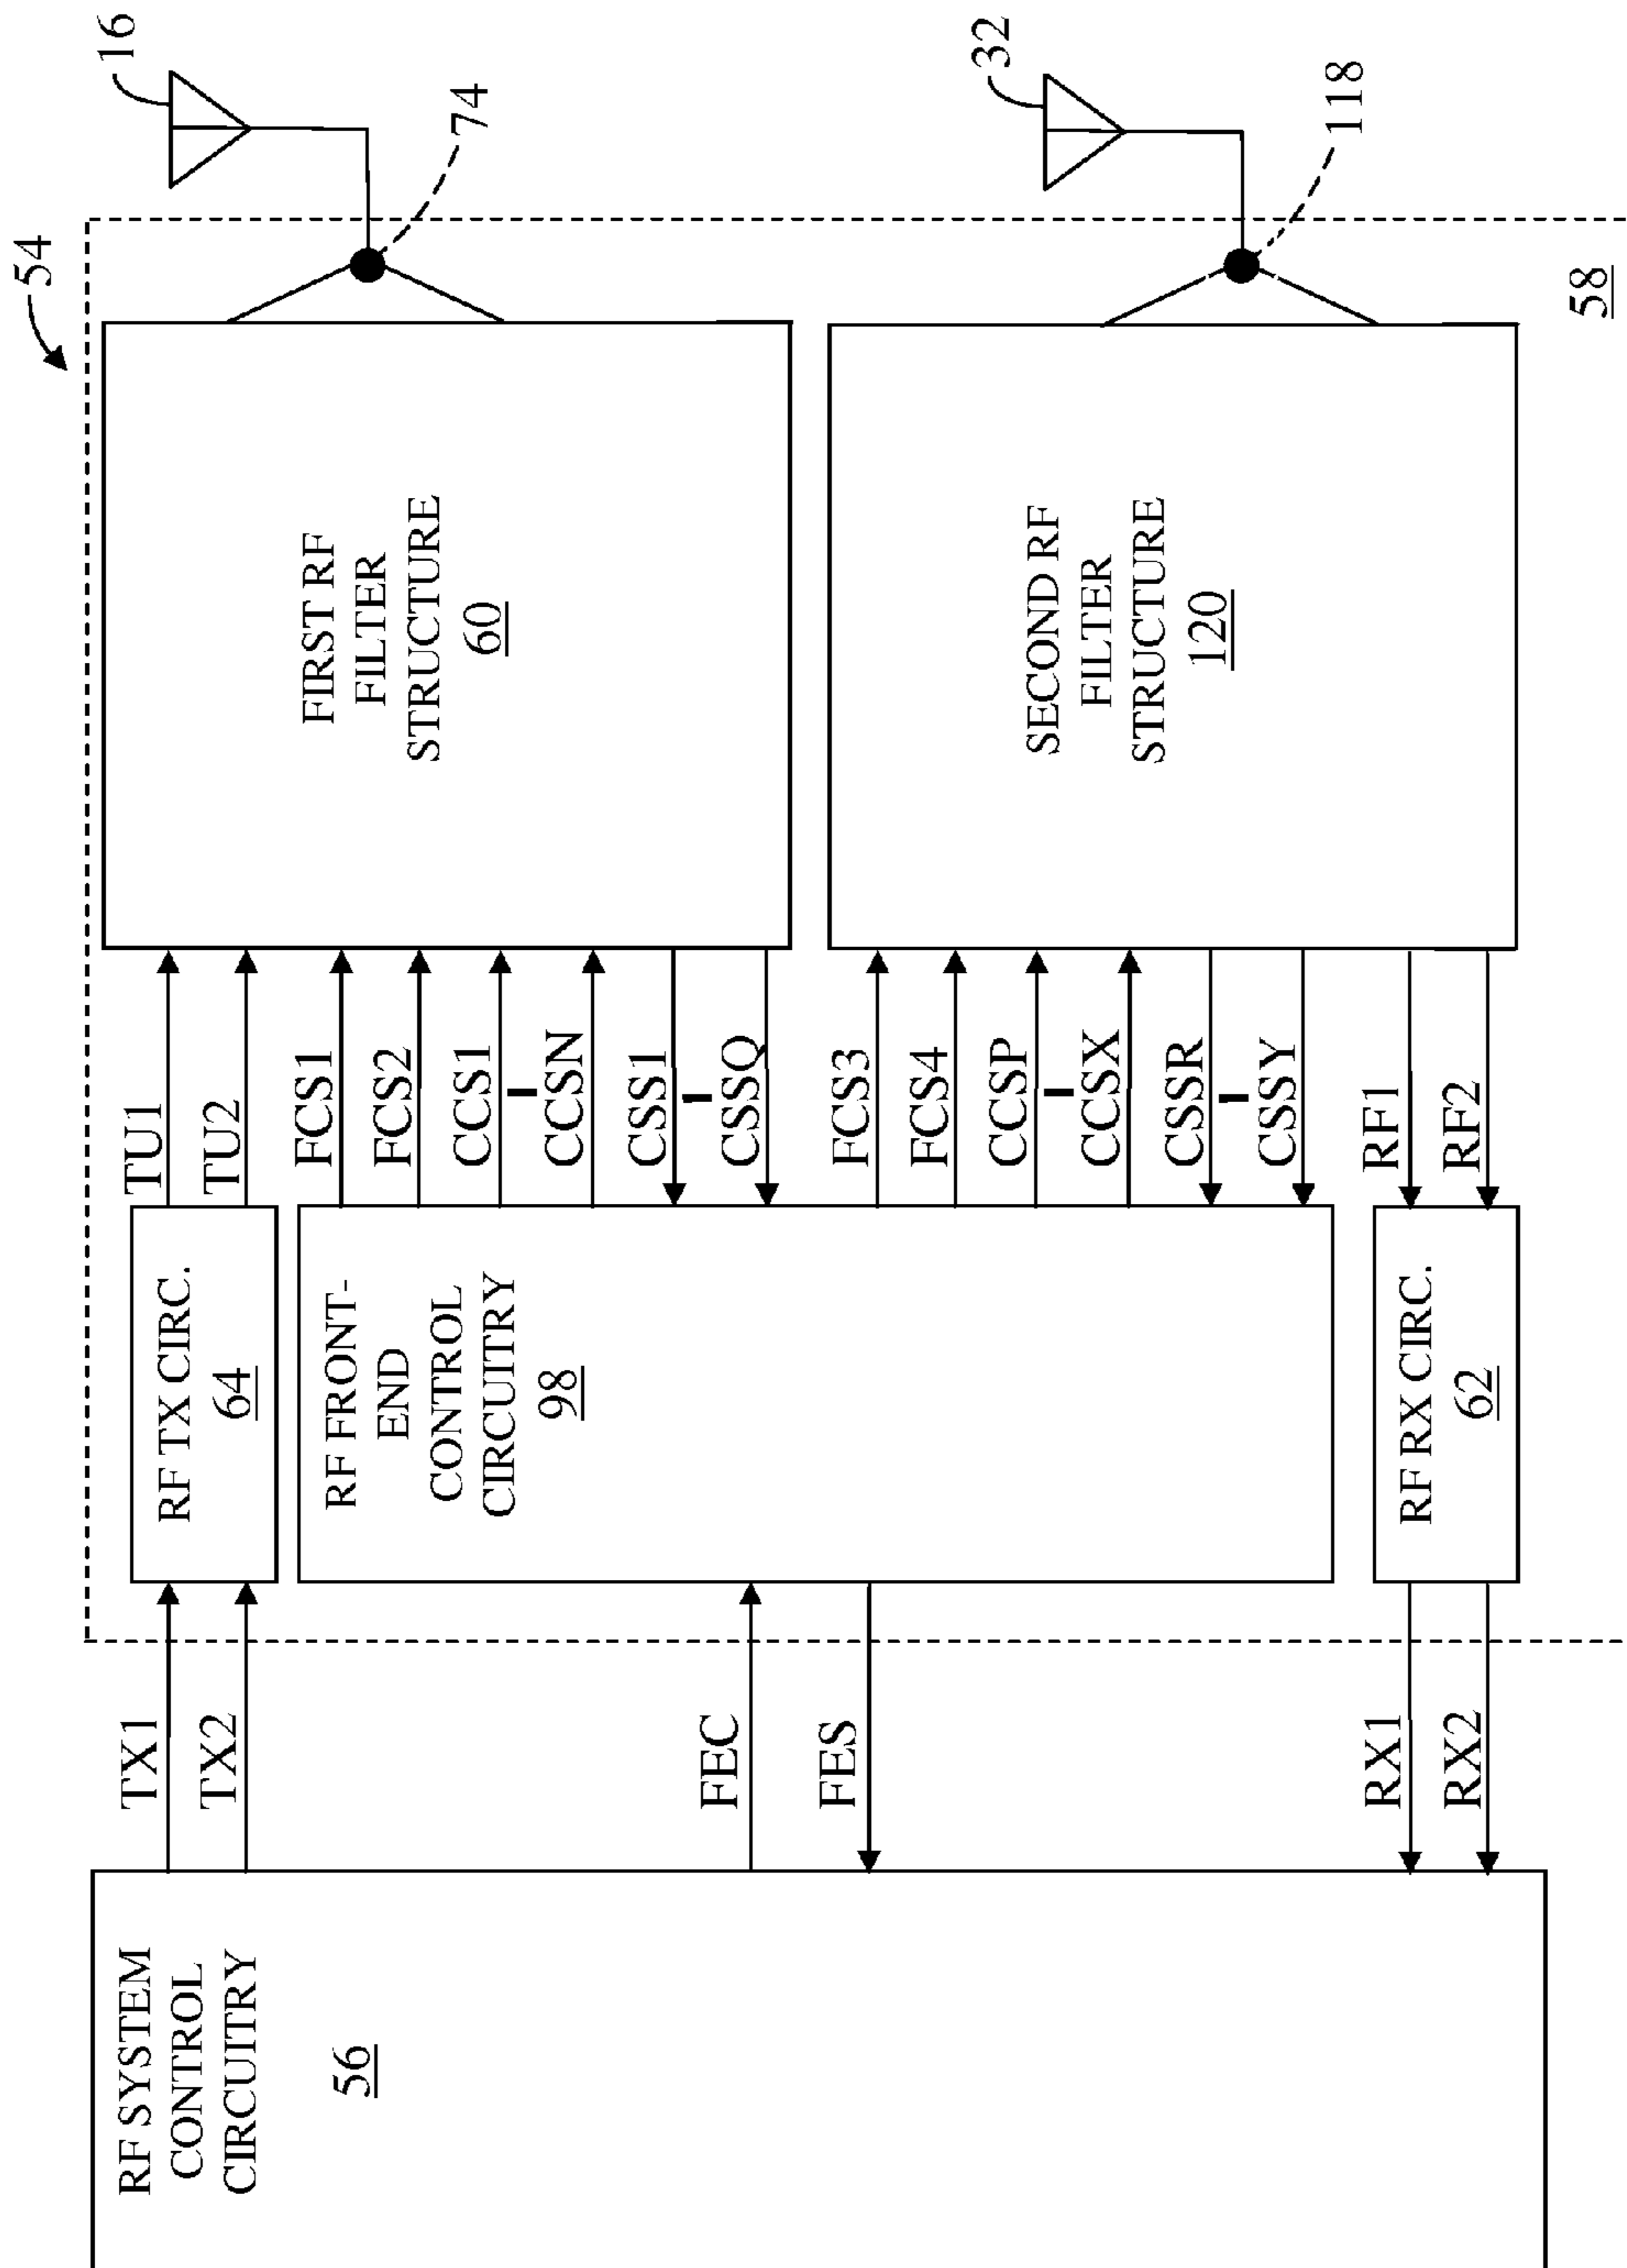 54
16
74
32
118
58
FIRST RF
FILTER
STRUCTURE
60
SECOND RF
FILTER
STRUCTURE
120
TU1
TU2
FCS1
FCS2
CCS1
CCSN
CSS1
CSSQ
FCS3
FCS4
CCSP
CCSX
CSSR
CSSY
RF1
RF2
RF TX CIRC.
64
RF FRONT-
END
CONTROL
CIRCUITRY
98
RF RX CIRC.
62
TX1
TX2
FEC
FES
RX1
RX2
RF SYSTEM
CONTROL
CIRCUITRY
56